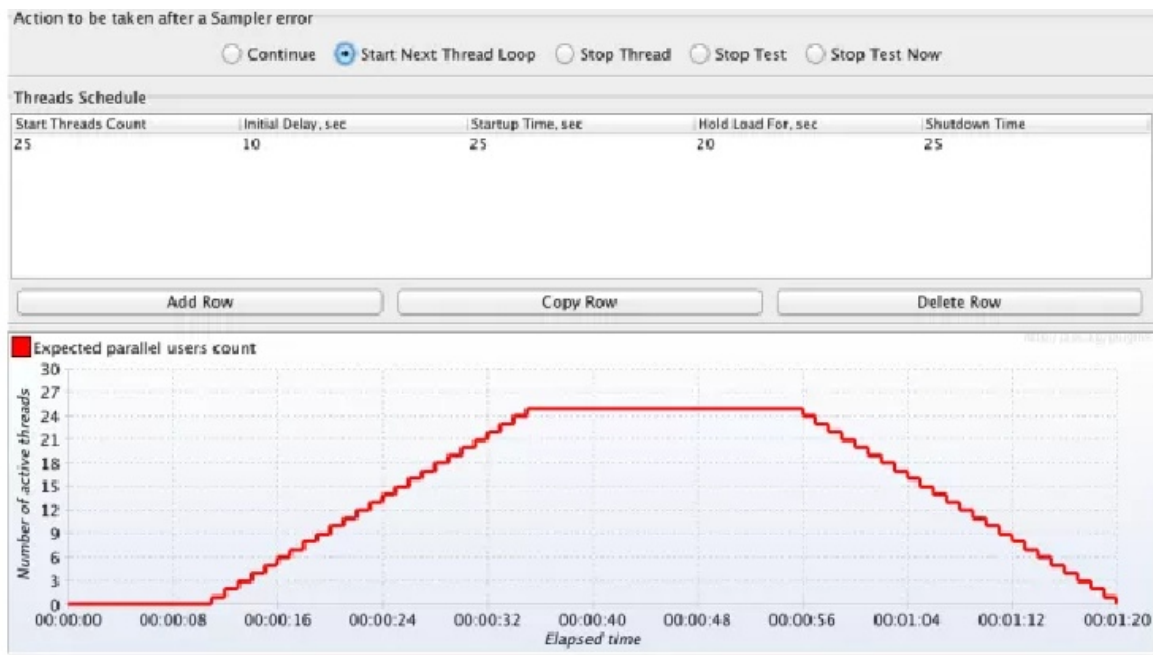 Action to be taken after a Sampler error
Continue Start Next Thread Loop Stop Thread Stop Test Stop Test Now
Threads Schedule
Start Threads Count Initial Delay, sec Startup Time, sec Hold Load For, sec Shutdown Time
25 10 25 20 25
Add Row Copy Row Delete Row
Expected parallel users count
30
27
24
21
18
15
12
9
6
3
0
Number of active threads
00:00:00 00:00:08 00:00:16 00:00:24 00:00:32 00:00:40 00:00:48 00:00:56 00:01:04 00:01:12 00:01:20
Elapsed time